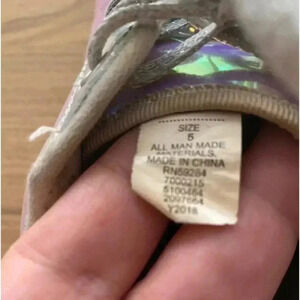 SIZE
5
ALL MAN MADE
MATERIALS.
MADE IN CHINA
RN59284
7000215
5100464
2097664
Y2018